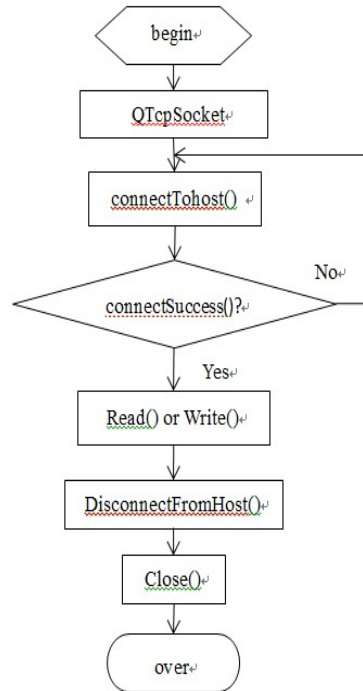 begin
QTcpSocket
connectTohost()
connectSuccess()?
No
Yes
Read() or Write()
DisconnectFromHost()
Close()
over